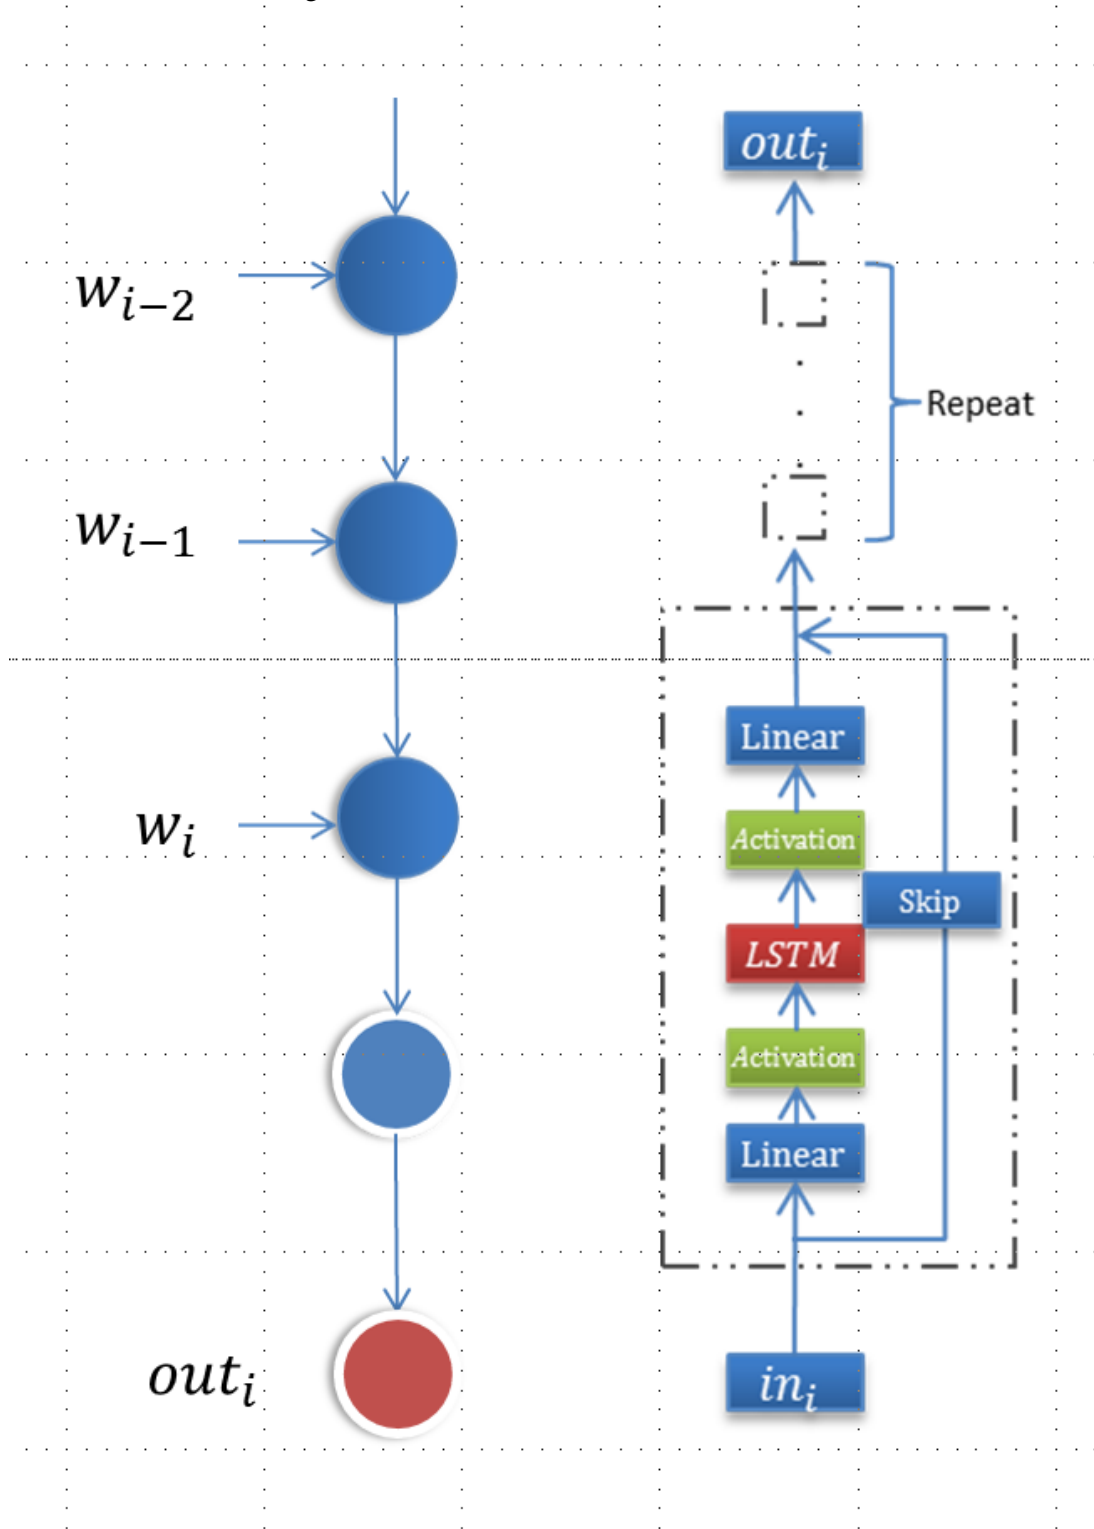 w_{i-2}
w_{i-1}
w_i
out_i
out_i
Repeat
Linear
Activation
Skip
LSTM
Activation
Linear
in_i